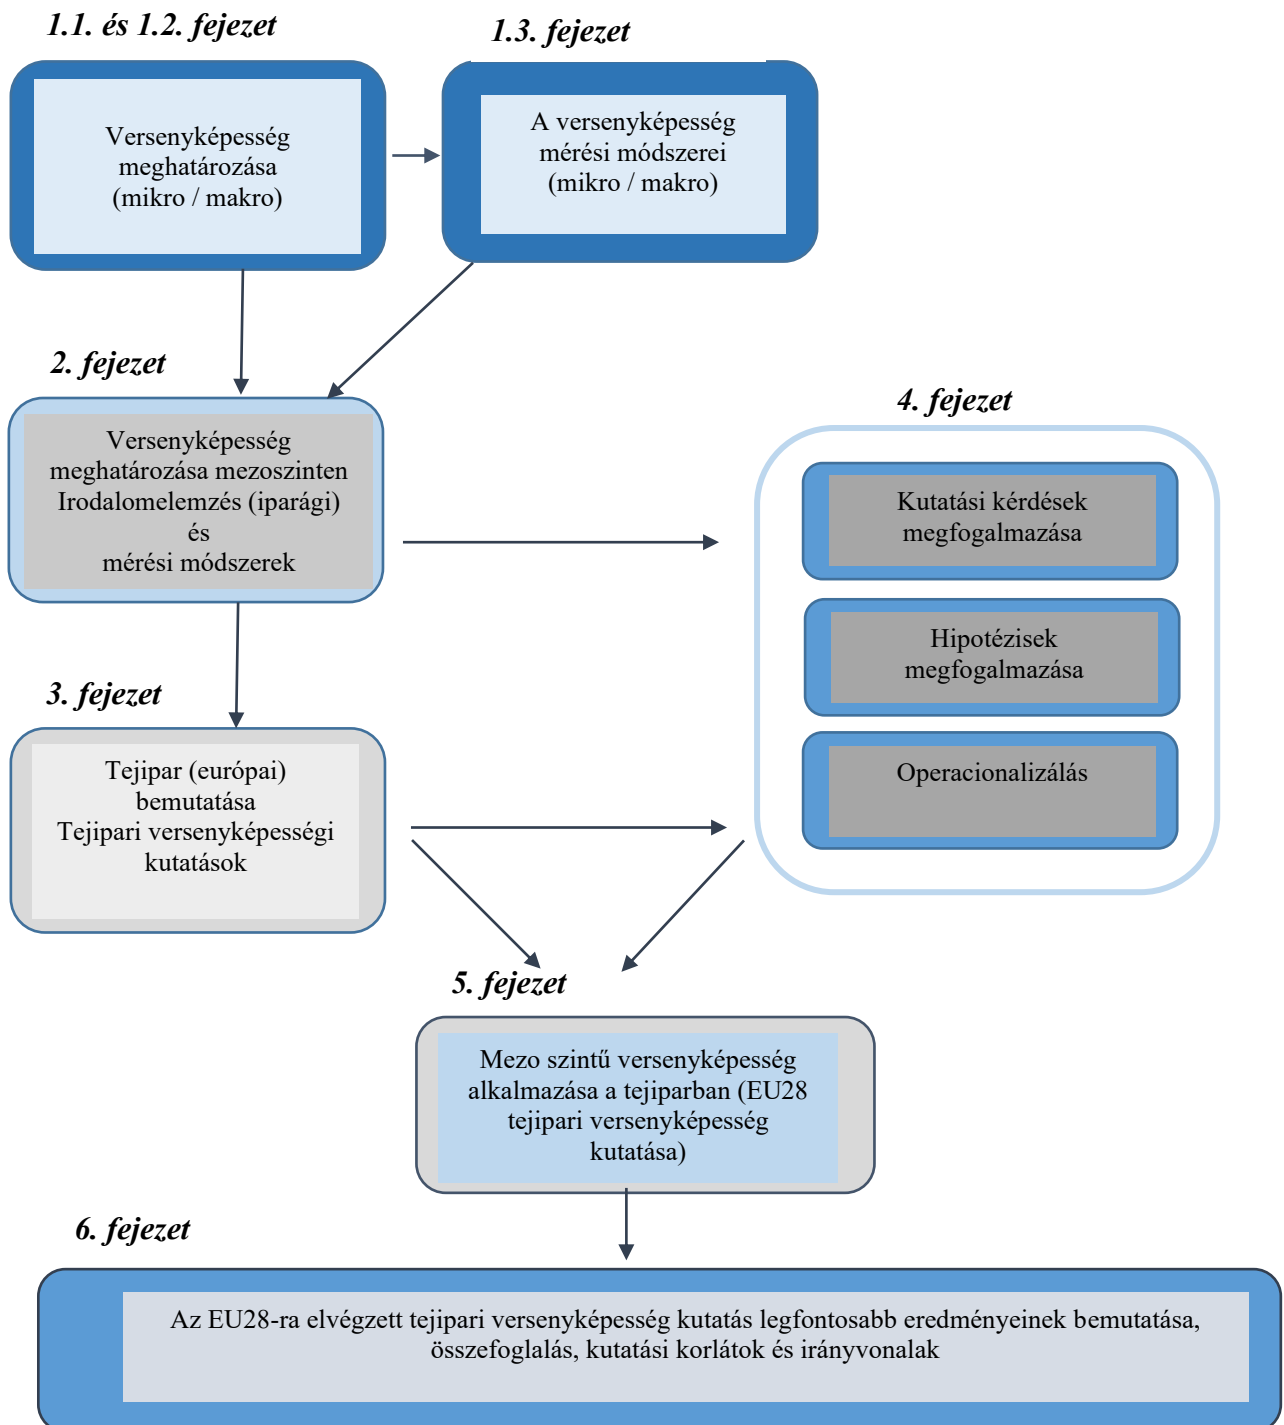 1.1. és 1.2. fejezet
1.3. fejezet
Versenyképesség
meghatározása
(mikro / makro)
A versenyképesség
mérési módszerei
(mikro / makro)
2. fejezet
Versenyképesség
meghatározása mezoszinten
Irodalomelemzés (iparági)
és
mérési módszerek
4. fejezet
Kutatási kérdések
megfogalmazása
Hipotézisek
megfogalmazása
Operacionalizálás
3. fejezet
Tejipar (európai)
bemutatása
Tejipari versenyképességi
kutatások
5. fejezet
Mezo szintű versenyképesség
alkalmazása a tejiparban (EU28
tejipari versenyképesség
kutatása)
6. fejezet
Az EU28-ra elvégzett tejipari versenyképesség kutatás legfontosabb eredményeinek bemutatása,
összefoglalás, kutatási korlátok és irányvonalak